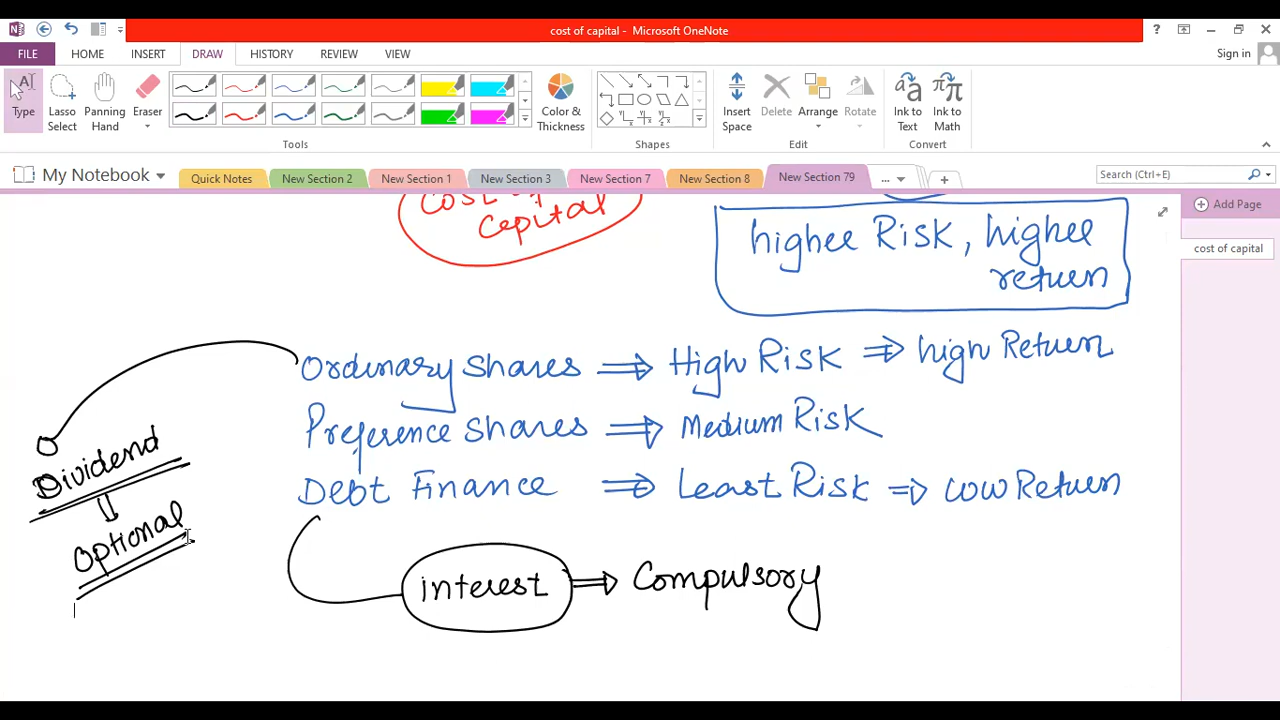 cost of capital - Microsoft OneNote
FILE HOME INSERT DRAW HISTORY REVIEW VIEW
Sign in
Type
Lasso Select
Panning Hand
Eraser
Color & Thickness
Insert Space
Delete
Arrange
Rotate
Ink to Text
Ink to Math
Tools
Shapes
Edit
Convert
My Notebook
Quick Notes
New Section 2
New Section 1
New Section 3
New Section 7
New Section 8
New Section 79
...
Search (Ctrl+E)
Add Page
cost of capital
Capital
higher Risk, higher
return
Ordinary Shares ⇒ High Risk ⇒ high Return
Preference Shares ⇒ Medium Risk
Debt Finance ⇒ Least Risk ⇒ Low Return
Dividend
⇓
Optional
interest ⇒ Compulsory